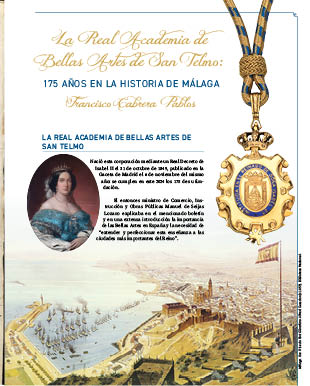 La Real Academia de
Bellas Artes de San Telmo:
175 AÑOS EN LA HISTORIA DE MÁLAGA
Francisco Cabrera Pablos
LA REAL ACADEMIA DE BELLAS ARTES DE
SAN TELMO
Nació esta corporación mediante un Real Decreto de
Isabel II el 31 de octubre de 1849, publicado en la
Gaceta de Madrid el 6 de noviembre del mismo
año se cumplen en este 2024 los 175 de su fun-
dación.
El entonces ministro de Comercio, Ins-
trucción y Obras Públicas Manuel de Seijas
Lozano explicaba en el mencionado boletín
y en una extensa introducción la importancia
de las Bellas Artes en España y la necesidad de
"extender y perfeccionar esta enseñanza a las
ciudades más importantes del Reino".